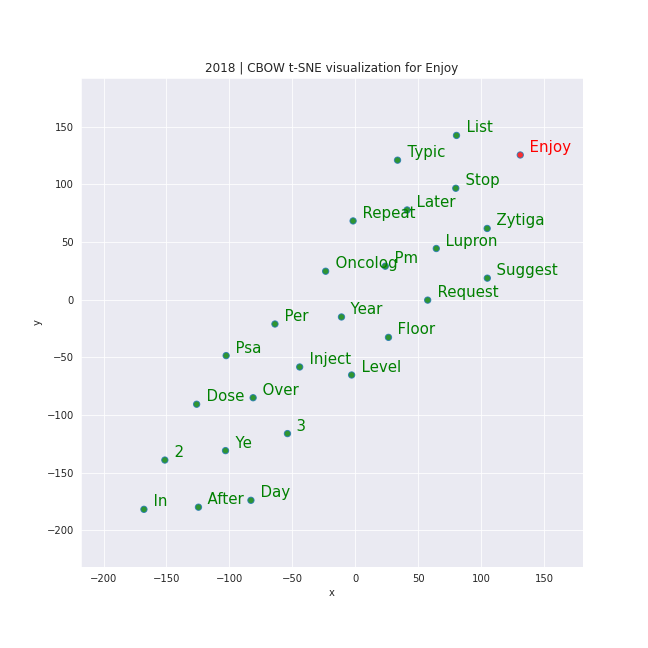 2018 | CBOW t-SNE visualization for Enjoy
150
100
50
0
−50
−100
−150
−200
y
List
Enjoy
Typic
Stop
Later
Repeat
Zytiga
Lupron
Pm
Oncolog
Suggest
Request
Year
Per
Floor
Psa
Inject
Level
Over
Dose
3
Ye
2
Day
After
In
−200 −150 −100 −50 0 50 100 150
x